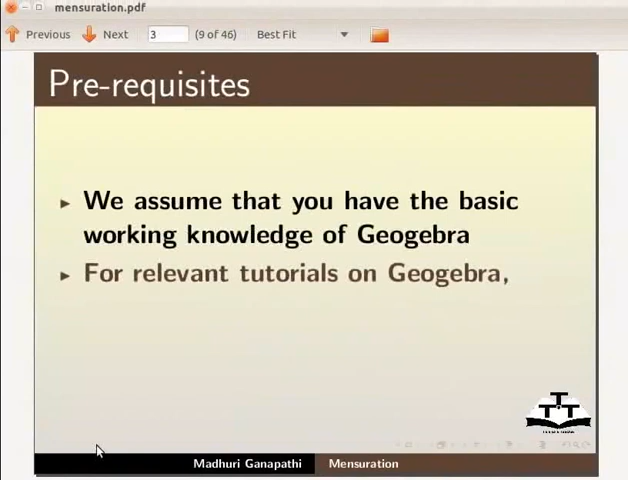 mensuration.pdf
Previous Next 3 (9 of 46) Best Fit
Pre-requisites
We assume that you have the basic
working knowledge of Geogebra
For relevant tutorials on Geogebra,
TTT
Madhuri Ganapathi Mensuration